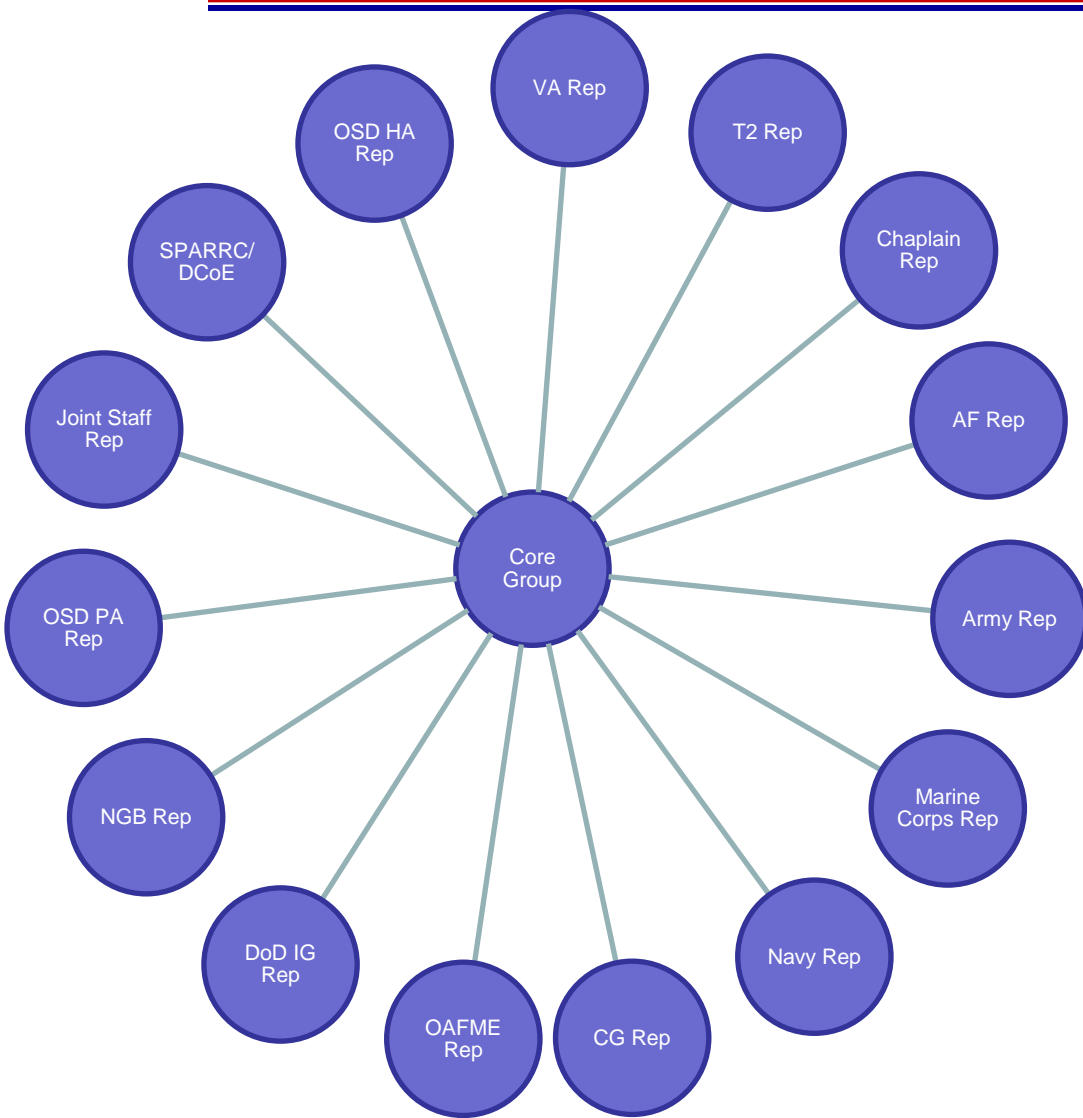 VA Rep
T2 Rep
Chaplain
Rep
AF Rep
Army Rep
Marine
Corps Rep
Navy Rep
CG Rep
OAFME
Rep
DoD IG
Rep
NGB Rep
OSD PA
Rep
Joint Staff
Rep
SPARRC/
DCoE
OSD HA
Rep
Core
Group